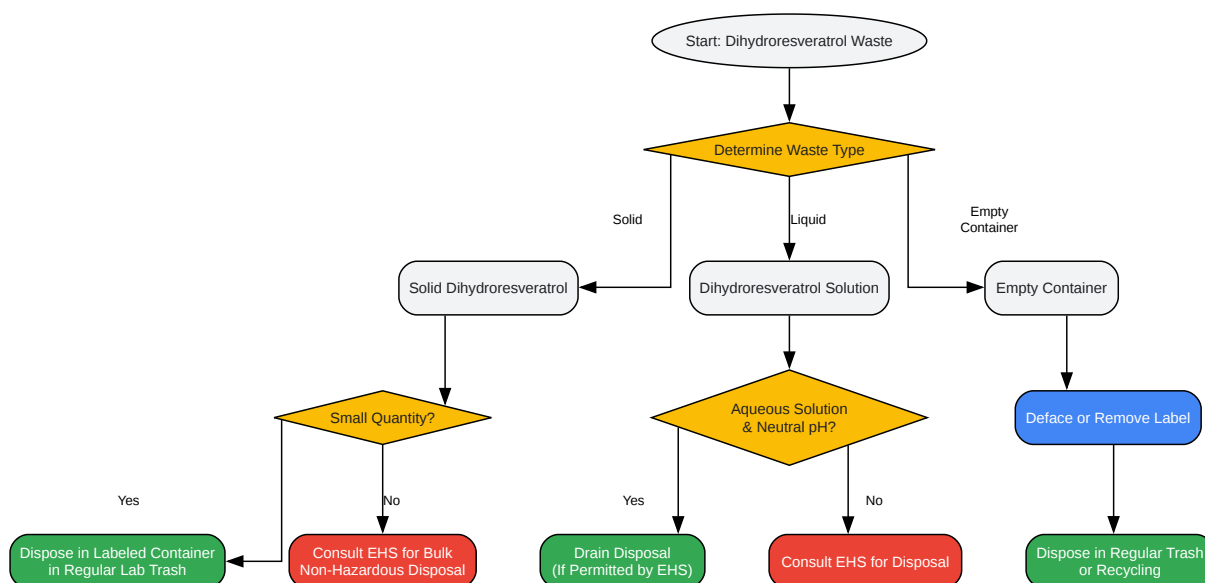 Start: Dihydroresveratrol Waste
Determine Waste Type
Solid
Liquid
Empty
Container
Solid Dihydroresveratrol
Dihydroresveratrol Solution
Empty Container
Small Quantity?
Aqueous Solution
& Neutral pH?
Deface or Remove Label
Yes
No
Yes
No
Dispose in Labeled Container
in Regular Lab Trash
Consult EHS for Bulk
Non-Hazardous Disposal
Drain Disposal
(If Permitted by EHS)
Consult EHS for Disposal
Dispose in Regular Trash
or Recycling